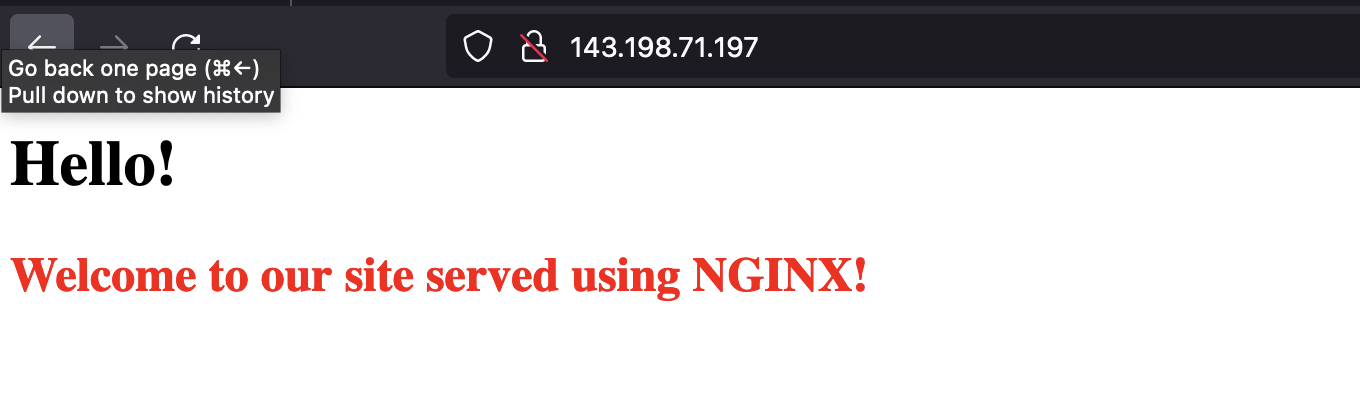 143.198.71.197
Go back one page (⌘←)
Pull down to show history
Hello!
Welcome to our site served using NGINX!